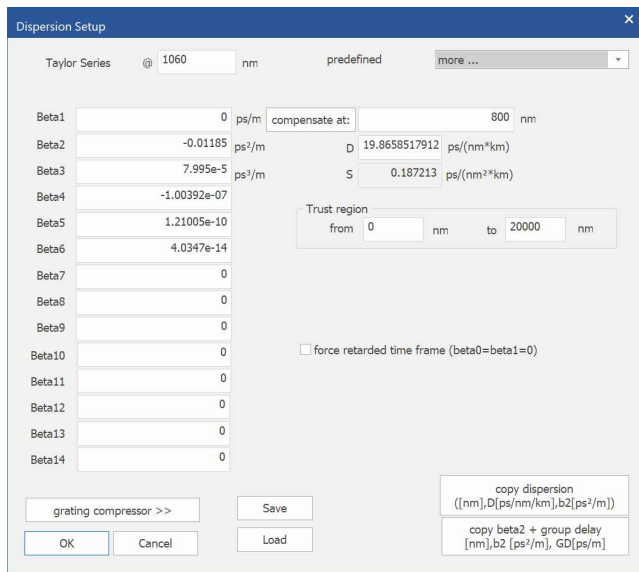 Dispersion Setup ×
Taylor Series @ 1060 nm predefined more ...
Beta1 0 ps/m compensate at: 800 nm
Beta2 -0.01185 ps²/m D 19.8658517912 ps/(nm*km)
Beta3 7.995e-5 ps³/m S 0.187213 ps/(nm²*km)
Beta4 -1.00392e-07
Beta5 1.21005e-10 Trust region
Beta6 4.0347e-14 from 0 nm to 20000 nm
Beta7 0
Beta8 0
Beta9 0
Beta10 0 force retarded time frame (beta0=beta1=0)
Beta11 0
Beta12 0
Beta13 0
Beta14 0
grating compressor >> Save copy dispersion
([nm],D[ps/nm/km],b2[ps²/m])
OK Cancel Load copy beta2 + group delay
[nm],b2 [ps²/m], GD[ps/m]